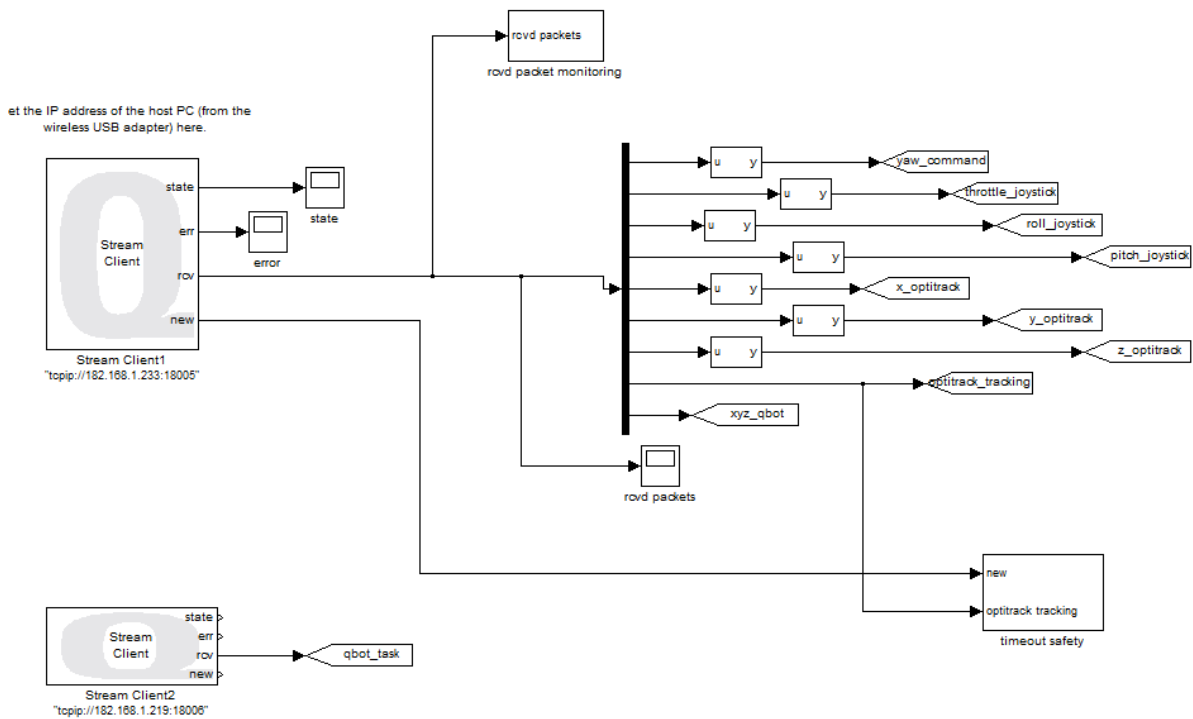 rcvd packets
rcvd packet monitoring
et the IP address of the host PC (from the
wireless USB adapter) here.
state
err
rcv
new
Stream
Client
Stream Client1
"tcpip://182.168.1.233:18005"
state
error
u y
yaw_command
u y
throttle_joystick
u y
roll_joystick
u y
pitch_joystick
u y
x_optitrack
u y
y_optitrack
u y
z_optitrack
optitrack_tracking
xyz_qbot
rcvd packets
new
optitrack tracking
timeout safety
state
err
rcv
new
Stream
Client
qbot_task
Stream Client2
"tcpip://182.168.1.219:18006"